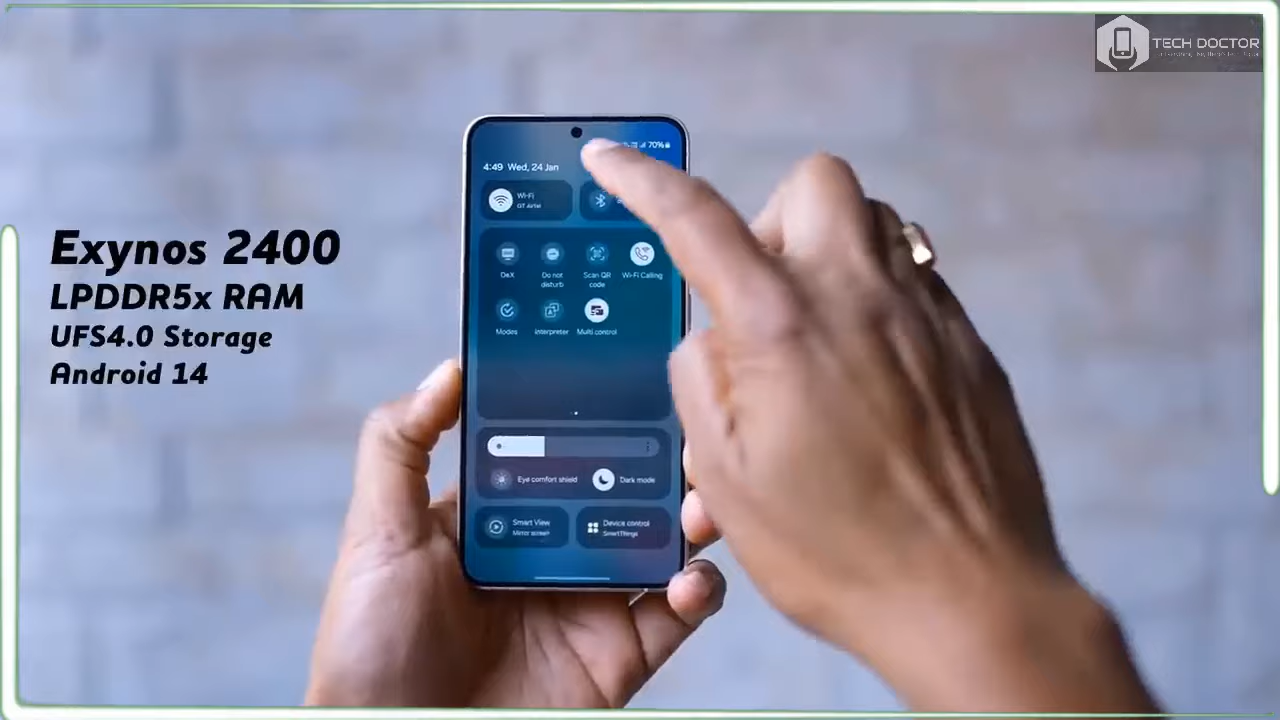 TECH DOCTOR
70%
4:49 Wed, 24 Jan
Wi-Fi
Exynos 2400
LPDDR5x RAM
UFS4.0 Storage
Android 14
DeX
Do not disturb
Scan QR code
Wi-Fi Calling
Modes
Interpreter
Multi control
Eye comfort shield
Dark mode
Smart View
Mirror screen
Device control
SmartThings